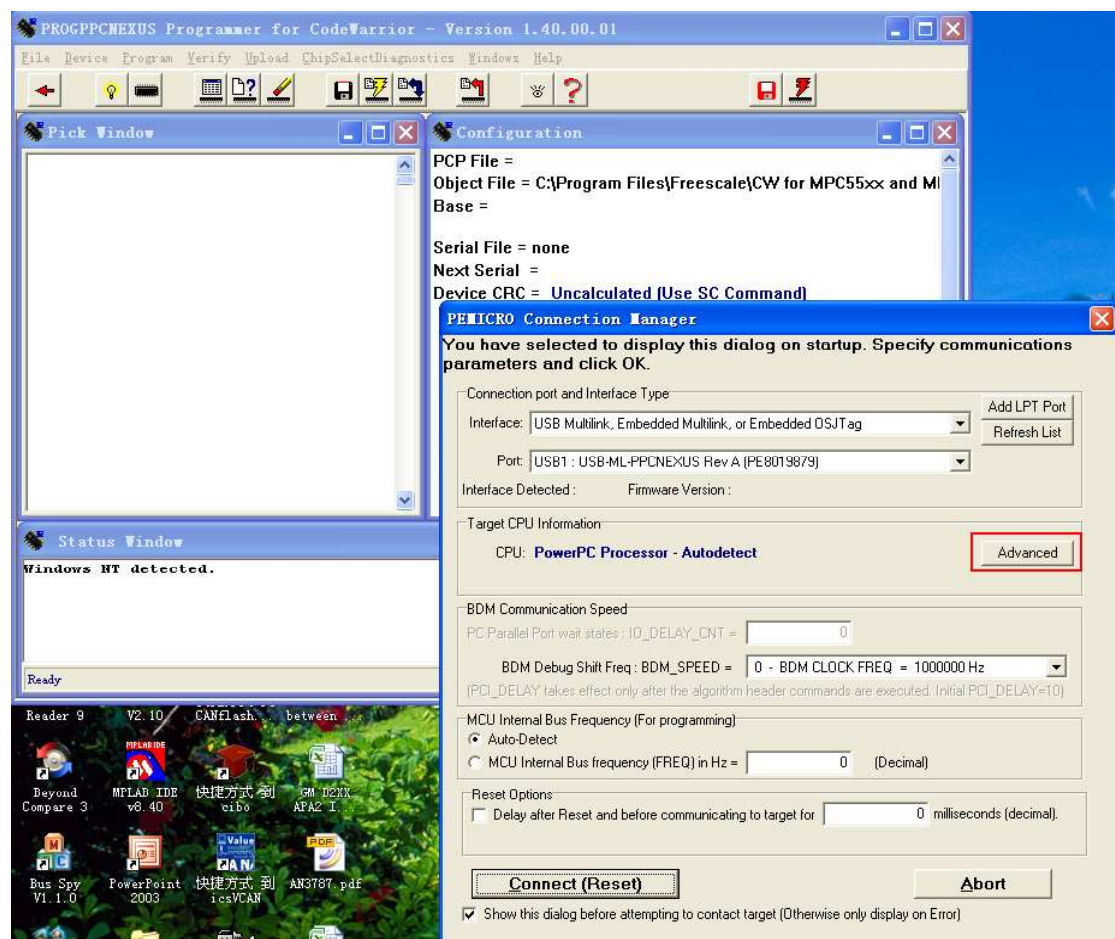 PROGPPCNEXUS Programmer for CodeWarrior - Version 1.40.00.01
File Device Program Verify Upload ChipSelectDiagnostics Windows Help
Pick Window
Configuration
PCP File =
Object File = C:\Program Files\Freescale\CW for MPC55xx and MI
Base =
Serial File = none
Next Serial =
Device CRC = Uncalculated (Use SC Command)
Status Window
Windows NT detected.
Ready
PEMICRO Connection Manager
You have selected to display this dialog on startup. Specify communications
parameters and click OK.
Connection port and Interface Type
Interface: USB Multilink, Embedded Multilink, or Embedded OSJTag
Add LPT Port
Refresh List
Port: USB1 : USB-ML-PPCNEXUS Rev A (PE8019879)
Interface Detected : Firmware Version :
Target CPU Information
CPU: PowerPC Processor - Autodetect
Advanced
BDM Communication Speed
PC Parallel Port wait states : IO_DELAY_CNT = 0
BDM Debug Shift Freq : BDM_SPEED = 0 - BDM CLOCK FREQ = 1000000 Hz
(PCI_DELAY takes effect only after the algorithm header commands are executed. Initial PCI_DELAY=10)
MCU Internal Bus Frequency (For programming)
Auto-Detect
MCU Internal Bus frequency (FREQ) in Hz = 0 (Decimal)
Reset Options
Delay after Reset and before communicating to target for 0 milliseconds (decimal).
Connect (Reset)
Abort
Show this dialog before attempting to contact target (Otherwise only display on Error)
Reader 9 V2.10 CANflash... between ...
MPLAB IDE
Beyond MPLAB IDE 快捷方式 到 GM D2XX
Compare 3 v8.40 cibo APA2 I...
Value
CAN
PDF
Bus Spy PowerPoint 快捷方式 到 AN3787.pdf
V1.1.0 2003 icsVCAN